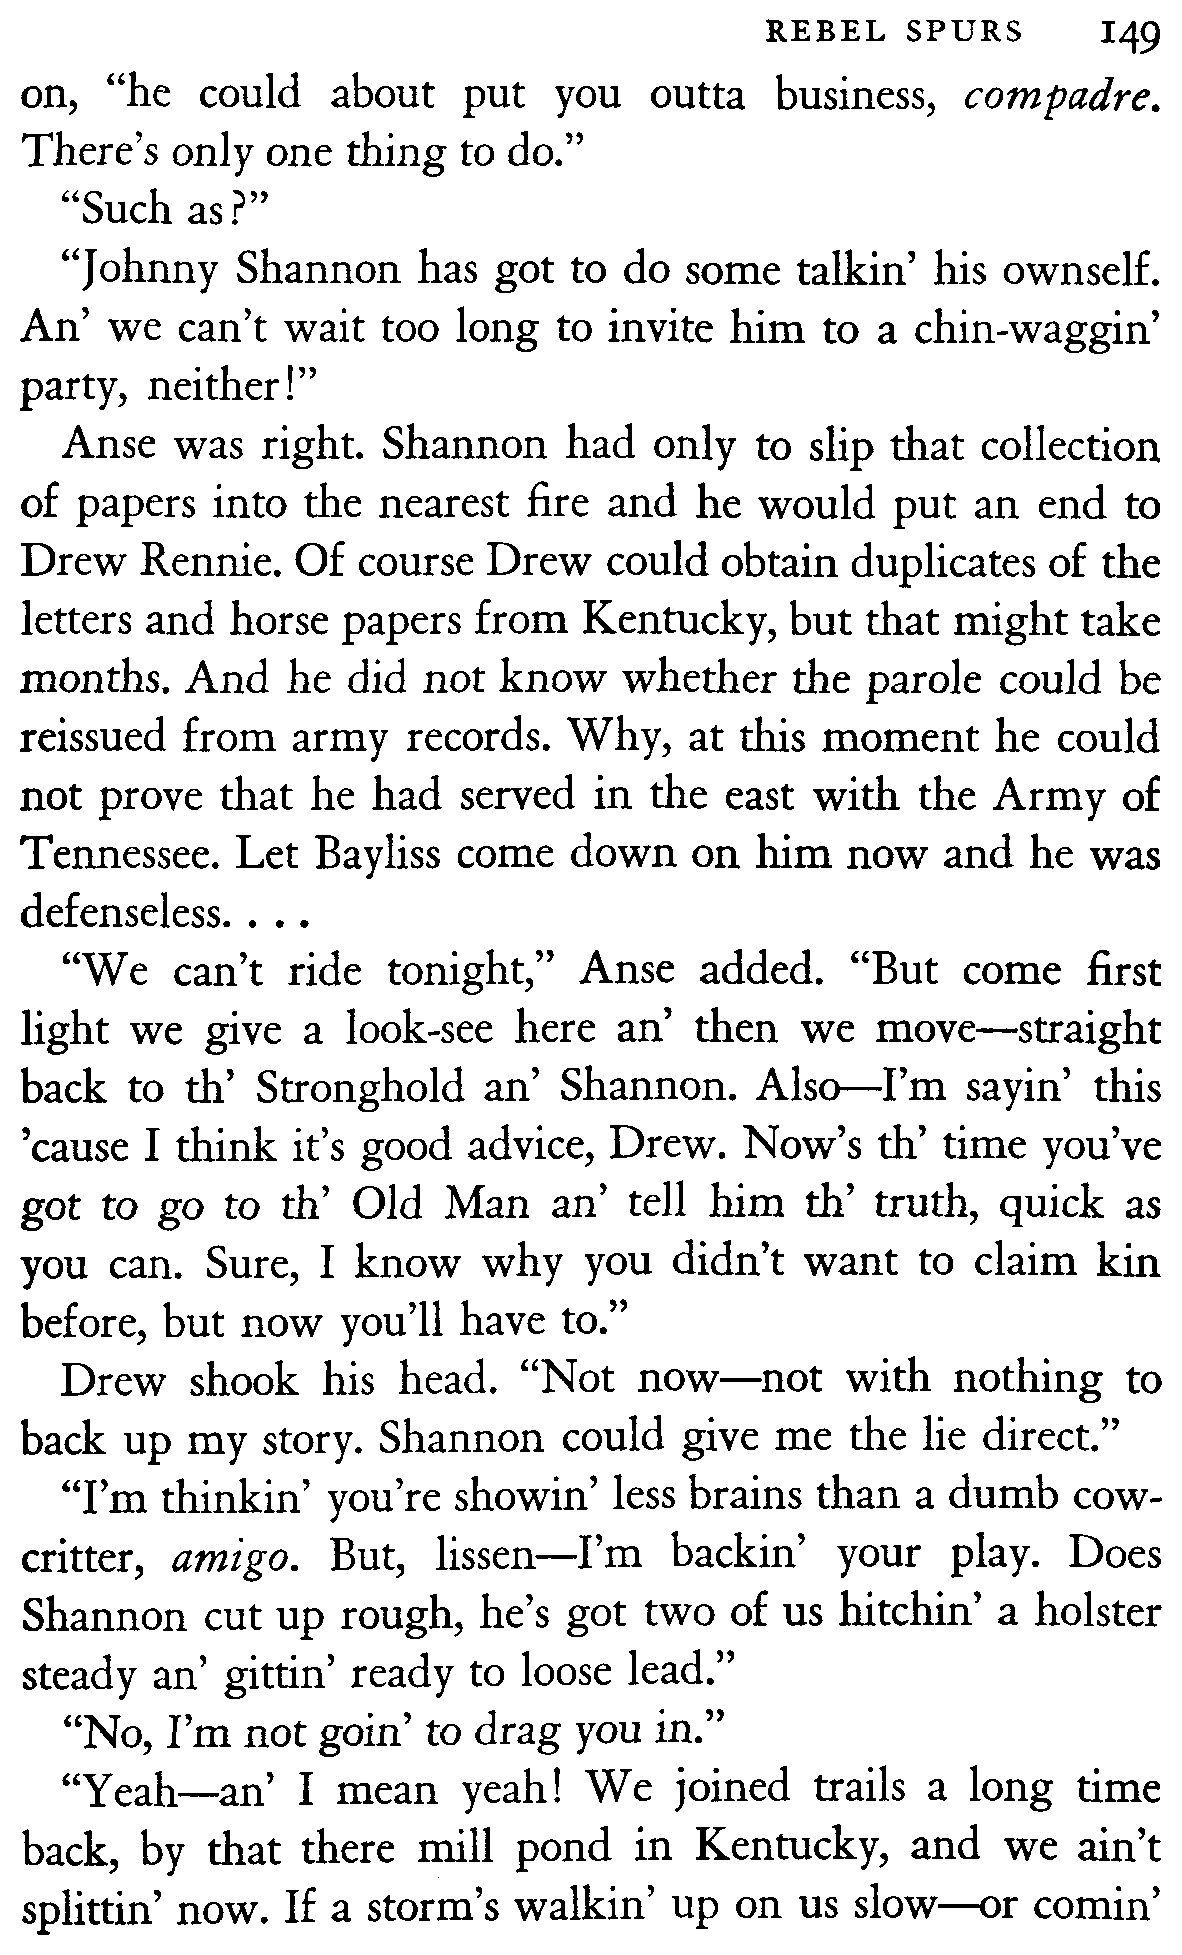 REBEL SPURS 149
on, “he could about put you outta business, compadre.
There’s only one thing to do.”
“Such as?”
“Johnny Shannon has got to do some talkin’ his ownself.
An’ we can’t wait too long to invite him to a chin-waggin’
party, neither!”
Anse was right. Shannon had only to slip that collection
of papers into the nearest fire and he would put an end to
Drew Rennie. Of course Drew could obtain duplicates of the
letters and horse papers from Kentucky, but that might take
months. And he did not know whether the parole could be
reissued from army records. Why, at this moment he could
not prove that he had served in the east with the Army of
Tennessee. Let Bayliss come down on him now and he was
defenseless. . . .
“We can’t ride tonight,” Anse added. “But come first
light we give a look-see here an’ then we move—straight
back to th’ Stronghold an’ Shannon. Also—I’m sayin’ this
’cause I think it’s good advice, Drew. Now’s th’ time you’ve
got to go to th’ Old Man an’ tell him th’ truth, quick as
you can. Sure, I know why you didn’t want to claim kin
before, but now you’ll have to.”
Drew shook his head. “Not now—not with nothing to
back up my story. Shannon could give me the lie direct.”
“I’m thinkin’ you’re showin’ less brains than a dumb cow-
critter, amigo. But, lissen—I’m backin’ your play. Does
Shannon cut up rough, he’s got two of us hitchin’ a holster
steady an’ gittin’ ready to loose lead.”
“No, I’m not goin’ to drag you in.”
“Yeah—an’ I mean yeah! We joined trails a long time
back, by that there mill pond in Kentucky, and we ain’t
splittin’ now. If a storm’s walkin’ up on us slow—or comin’